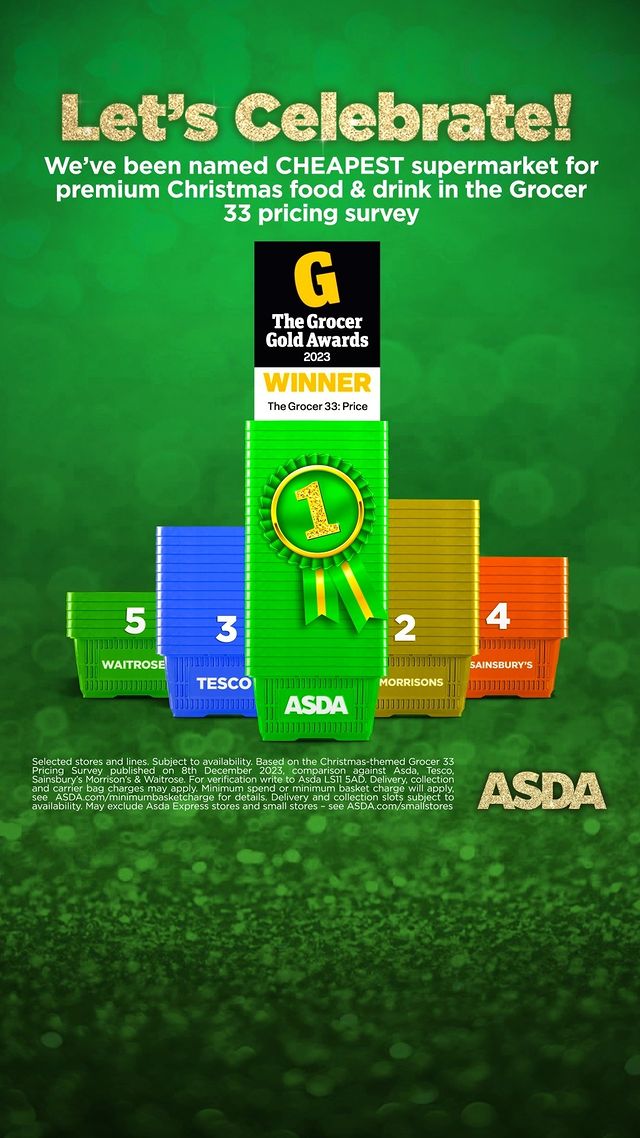 Let's Celebrate!
We've been named CHEAPEST supermarket for
premium Christmas food & drink in the Grocer
33 pricing survey
G
The Grocer
Gold Awards
2023
WINNER
The Grocer 33: Price
1
2
3
4
5
WAITROSE
TESCO
ASDA
MORRISONS
SAINSBURY'S
Selected stores and lines. Subject to availability. Based on the Christmas-themed Grocer 33
Pricing Survey published on 8th December 2023, comparison against Asda, Tesco,
Sainsbury's Morrison's & Waitrose. For verification write to Asda LS11 5AD. Delivery, collection
and carrier bag charges may apply. Minimum spend or minimum basket charge will apply,
see ASDA.com/minimumbasketcharge for details. Delivery and collection slots subject to
availability. May exclude Asda Express stores and small stores – see ASDA.com/smallstores
ASDA